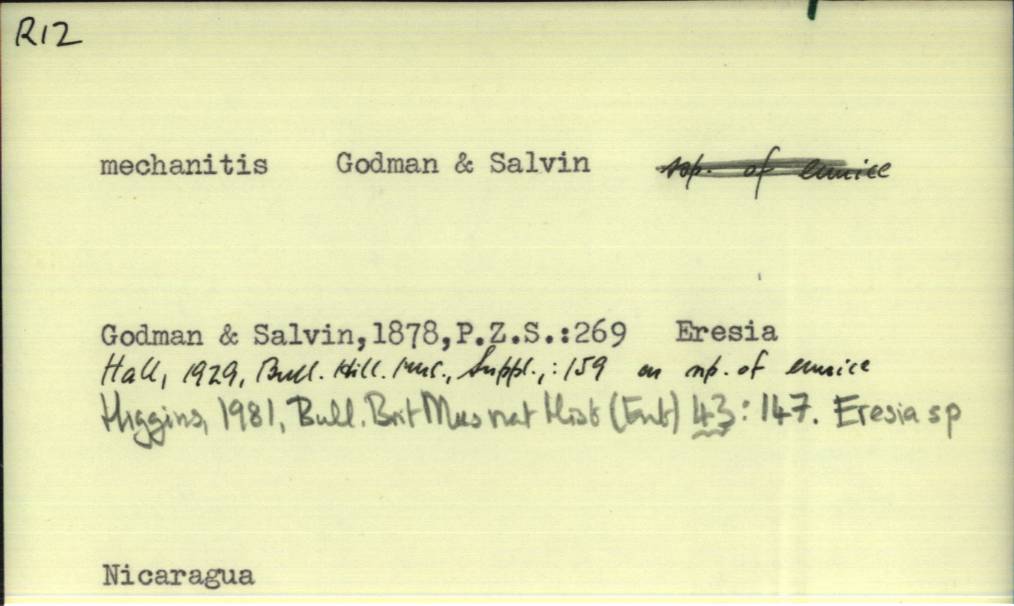 R12
mechanitis Godman & Salvin ssp. of eunice
Godman & Salvin,1878,P.Z.S.:269 Eresia
Hall, 1929, Bull. Hill. Mus., Suppl.,:159 as ssp. of eunice
Higgins, 1981, Bull. Brit Mus nat Hist (Ent) 43: 147. Eresia sp
Nicaragua